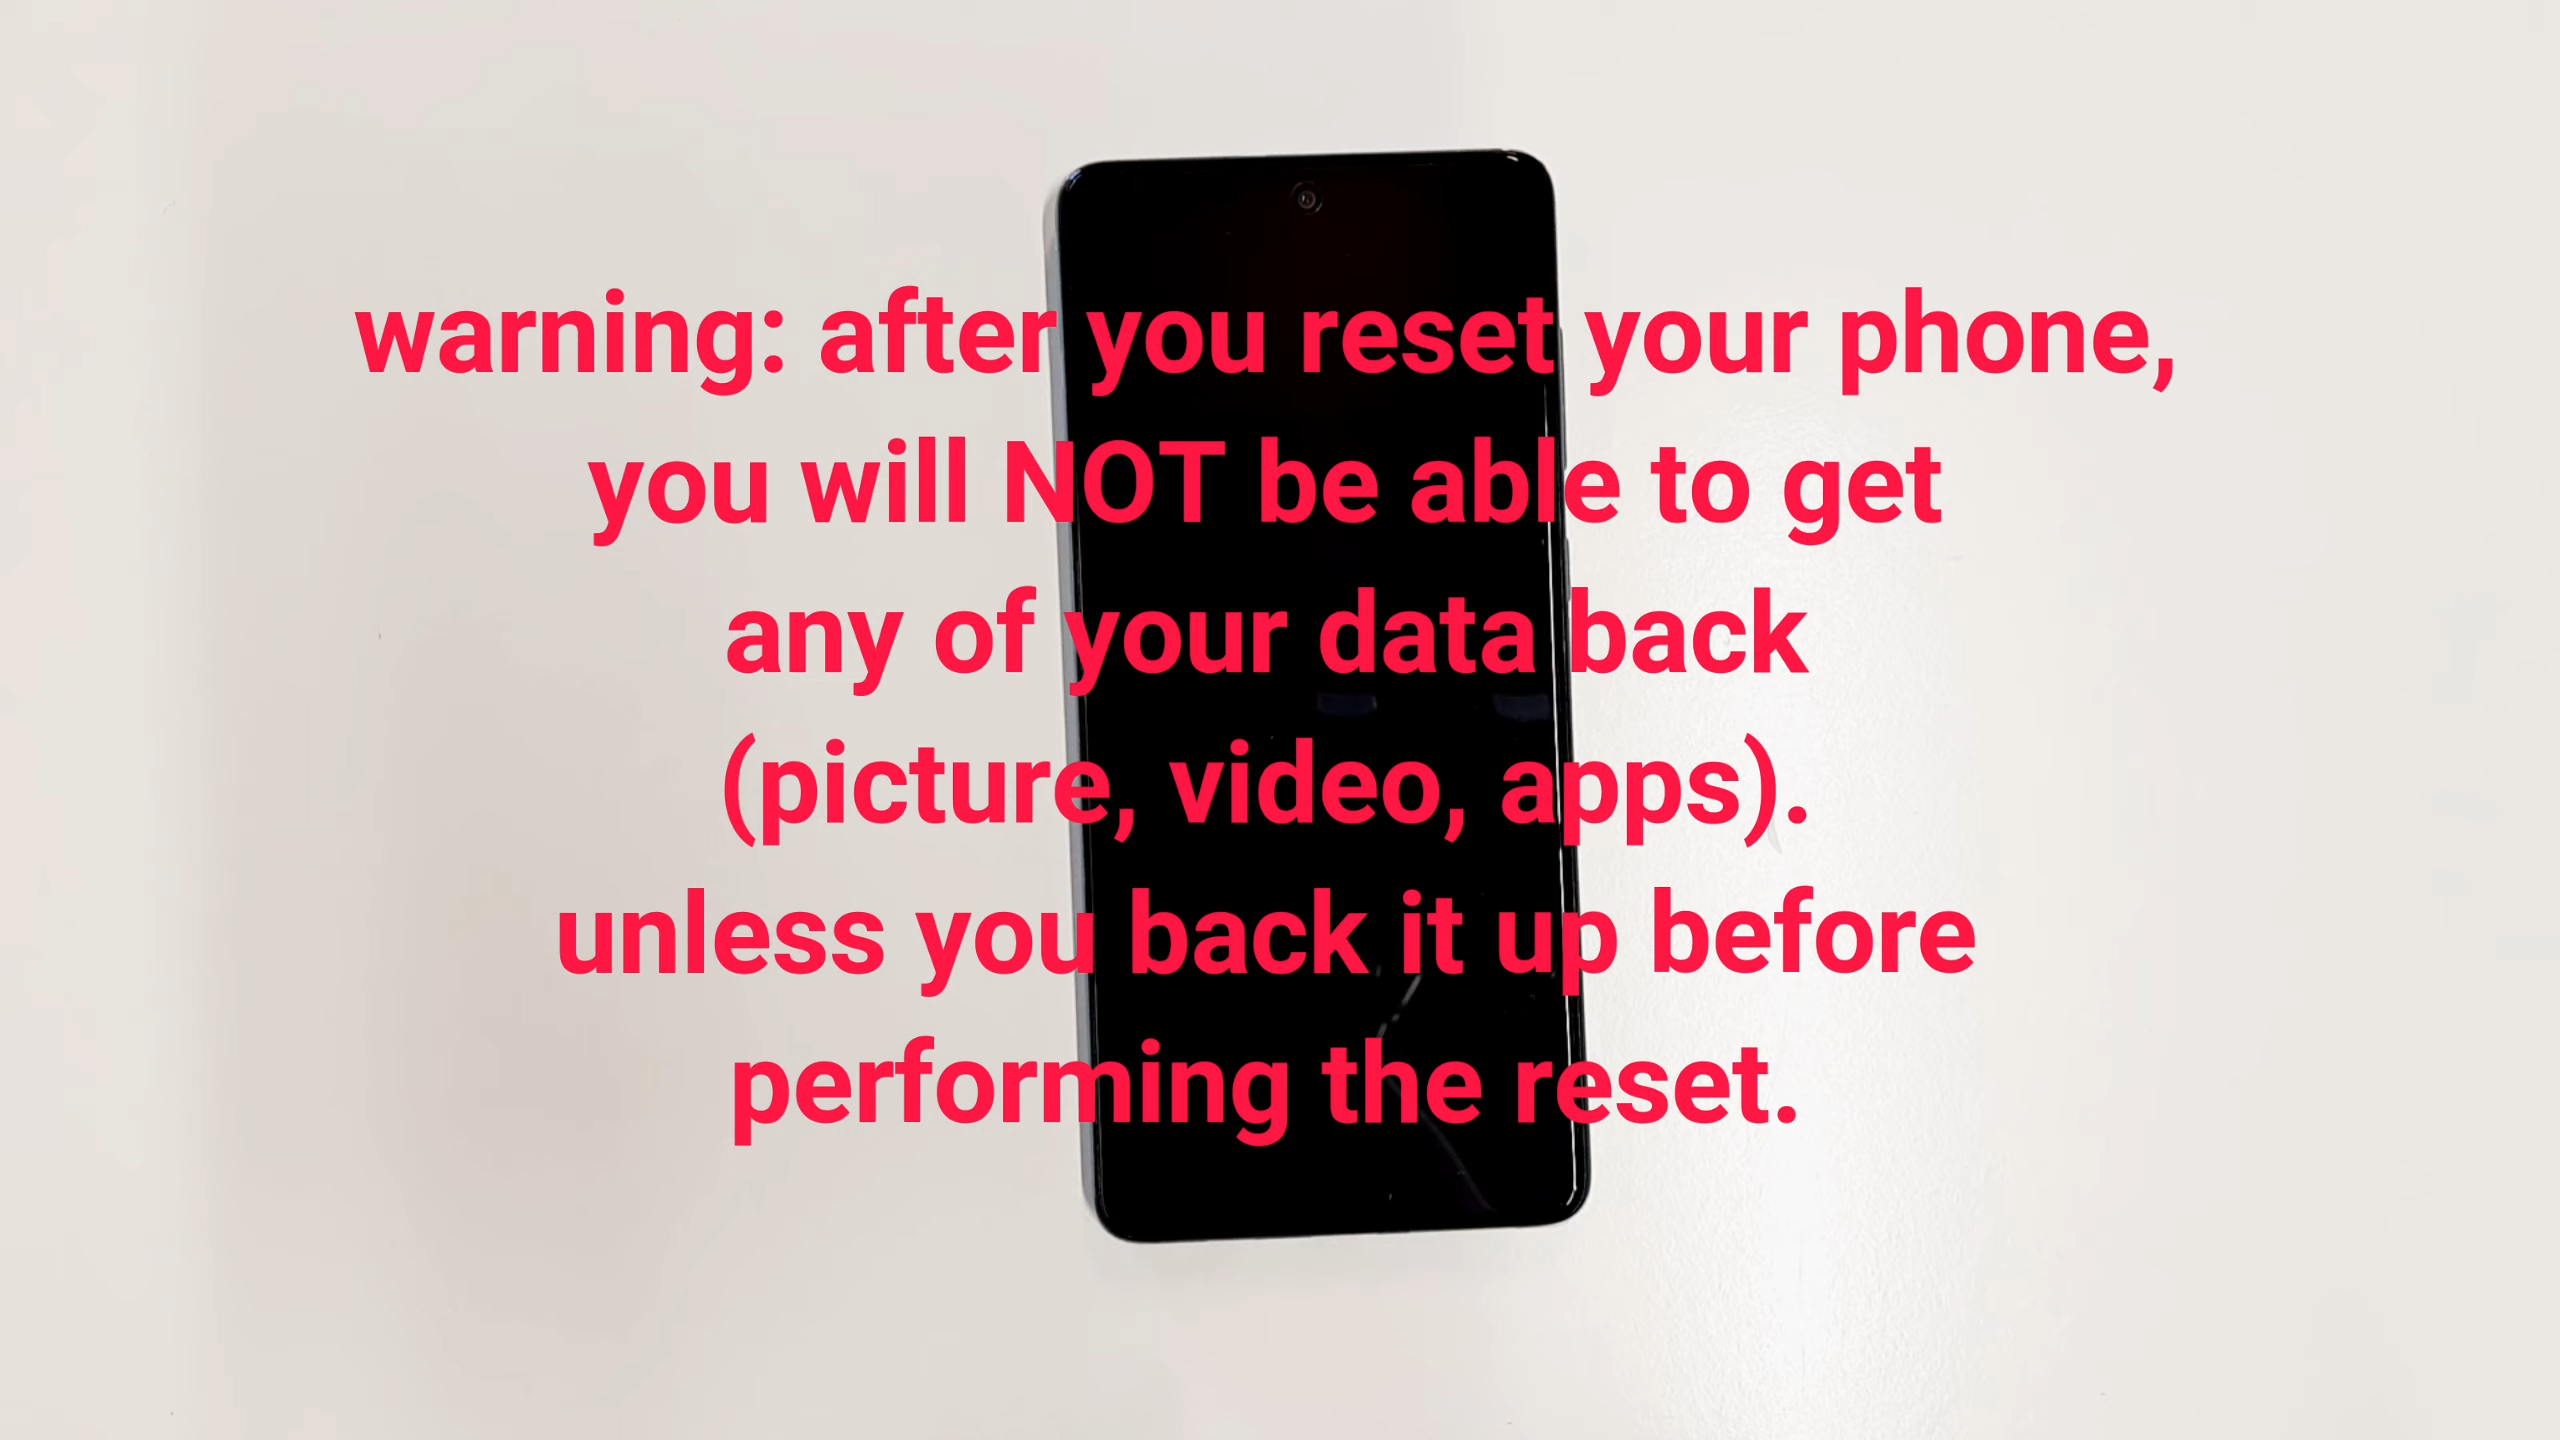 warning: after you reset your phone,
you will NOT be able to get
any of your data back
(picture, video, apps).
unless you back it up before
performing the reset.